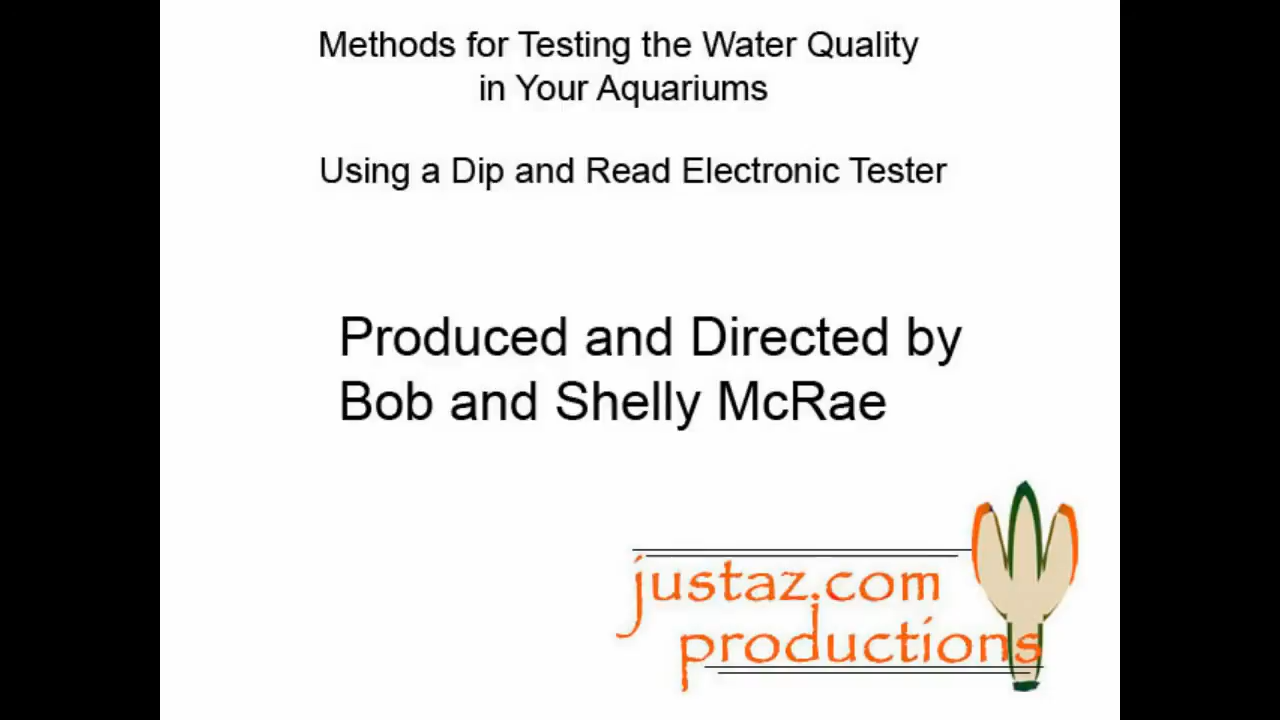 Methods for Testing the Water Quality
in Your Aquariums
Using a Dip and Read Electronic Tester
Produced and Directed by
Bob and Shelly McRae
justaz.com
productions